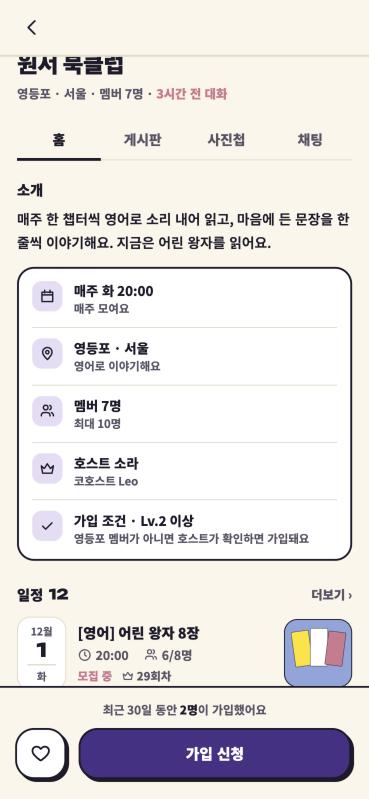 원서 북클럽
영등포 · 서울 · 멤버 7명 · 3시간 전 대화
홈 게시판 사진첩 채팅
소개
매주 한 챕터씩 영어로 소리 내어 읽고, 마음에 든 문장을 한
줄씩 이야기해요. 지금은 어린 왕자를 읽어요.
매주 화 20:00
매주 모여요
영등포 · 서울
영어로 이야기해요
멤버 7명
최대 10명
호스트 소라
코호스트 Leo
가입 조건 · Lv.2 이상
영등포 멤버가 아니면 호스트가 확인하면 가입돼요
일정 12 더보기 ›
12월
1
화
[영어] 어린 왕자 8장
20:00 6/8명
모집 중 29회차
최근 30일 동안 2명이 가입했어요
가입 신청